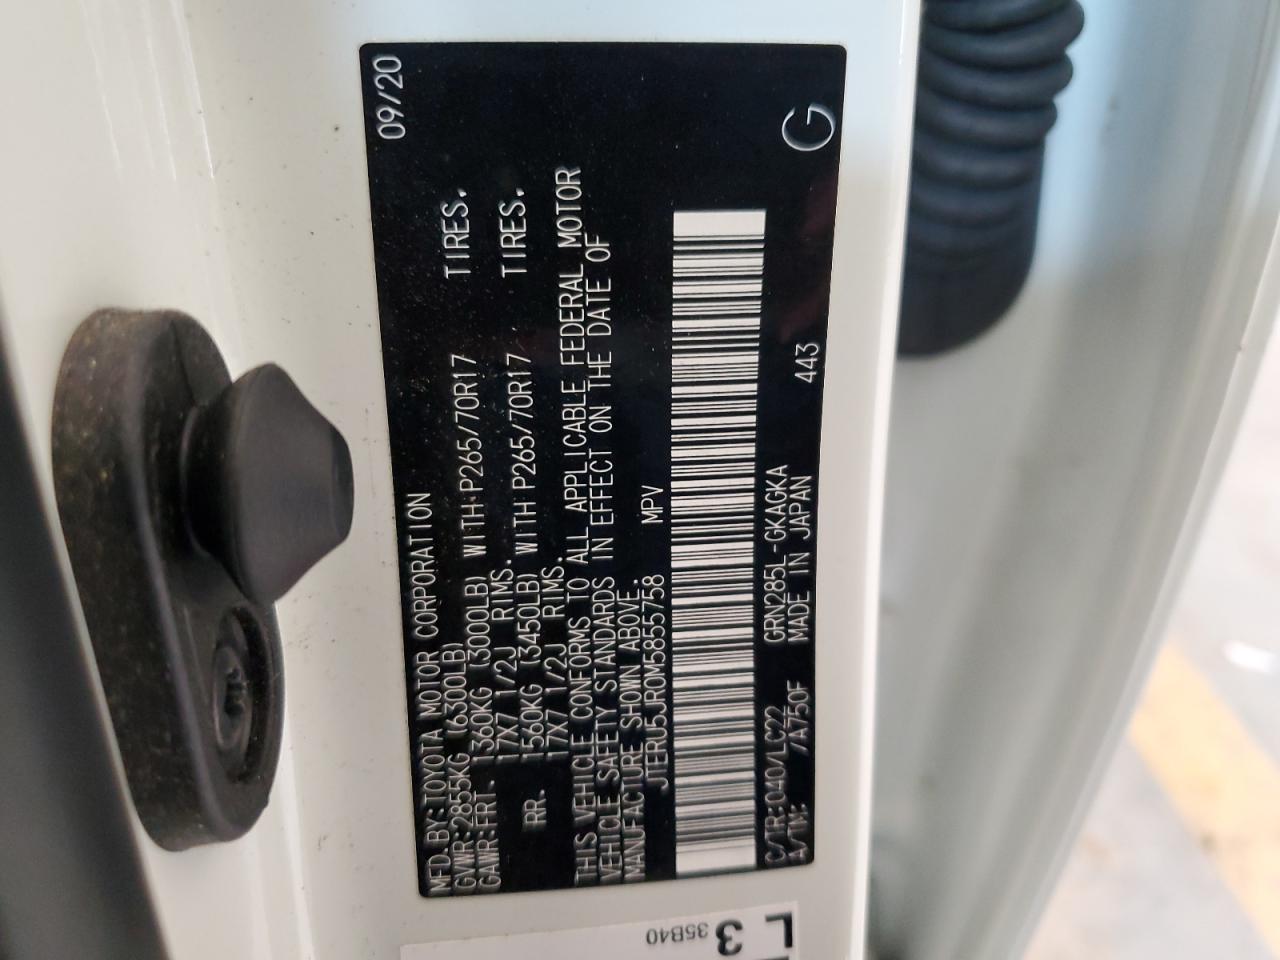 MFD.BY:TOYOTA MOTOR CORPORATION 09/20
GVWR:2855KG (6300LB)
GAWR:FRT. 1360KG (3000LB) WITH P265/70R17 TIRES.
17X7 1/2J RIMS.
RR. 1560KG (3450LB) WITH P265/70R17 TIRES.
17X7 1/2J RIMS.
THIS VEHICLE CONFORMS TO ALL APPLICABLE FEDERAL MOTOR
VEHICLE SAFETY STANDARDS IN EFFECT ON THE DATE OF
MANUFACTURE SHOWN ABOVE.
JTERU5JR0M5855758 MPV
C/TR:040/LC22 GRN285L-GKAGKA 443
A/TM: /A750F MADE IN JAPAN
G
L
3
35B40